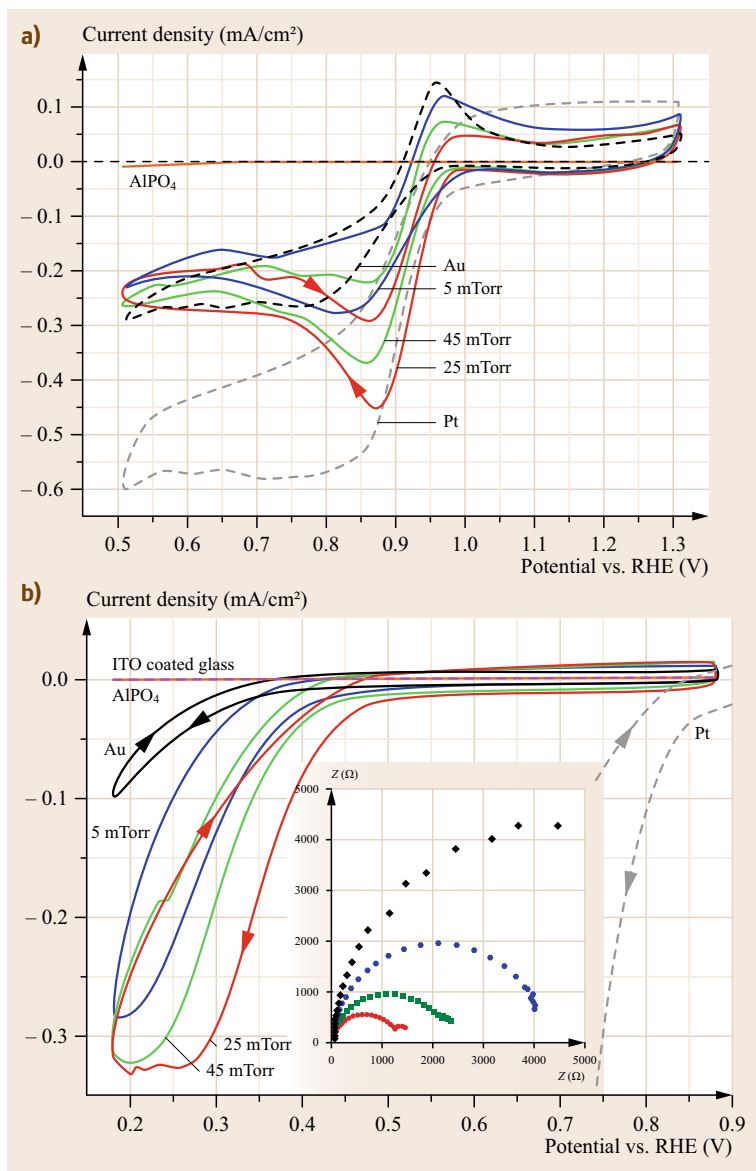 a)
Current density (mA/cm²)
0.1
0.0
– 0.1
– 0.2
– 0.3
– 0.4
– 0.5
– 0.6
AlPO₄
Au
5 mTorr
45 mTorr
25 mTorr
Pt
0.5 0.6 0.7 0.8 0.9 1.0 1.1 1.2 1.3
Potential vs. RHE (V)
b)
Current density (mA/cm²)
0.0
– 0.1
– 0.2
– 0.3
ITO coated glass
AlPO₄
Au
Pt
5 mTorr
25 mTorr
45 mTorr
Z (Ω)
5000
4000
3000
2000
1000
0
0 1000 2000 3000 4000 5000
Z (Ω)
0.2 0.3 0.4 0.5 0.6 0.7 0.8 0.9
Potential vs. RHE (V)